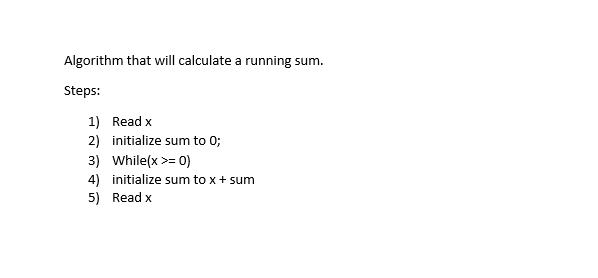 Algorithm that will calculate a running sum.
Steps:
1) Read x
2) initialize sum to 0;
3) While(x >= 0)
4) initialize sum to x + sum
5) Read x